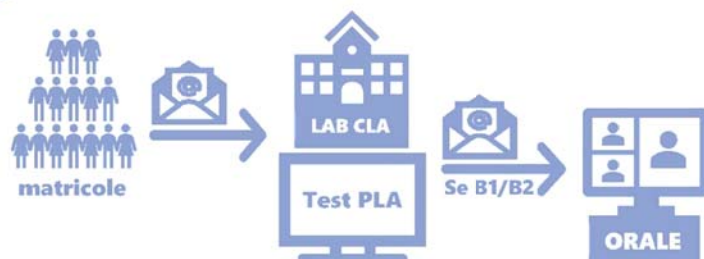 matricole
@
LAB CLA
Test PLA
@
Se B1/B2
ORALE